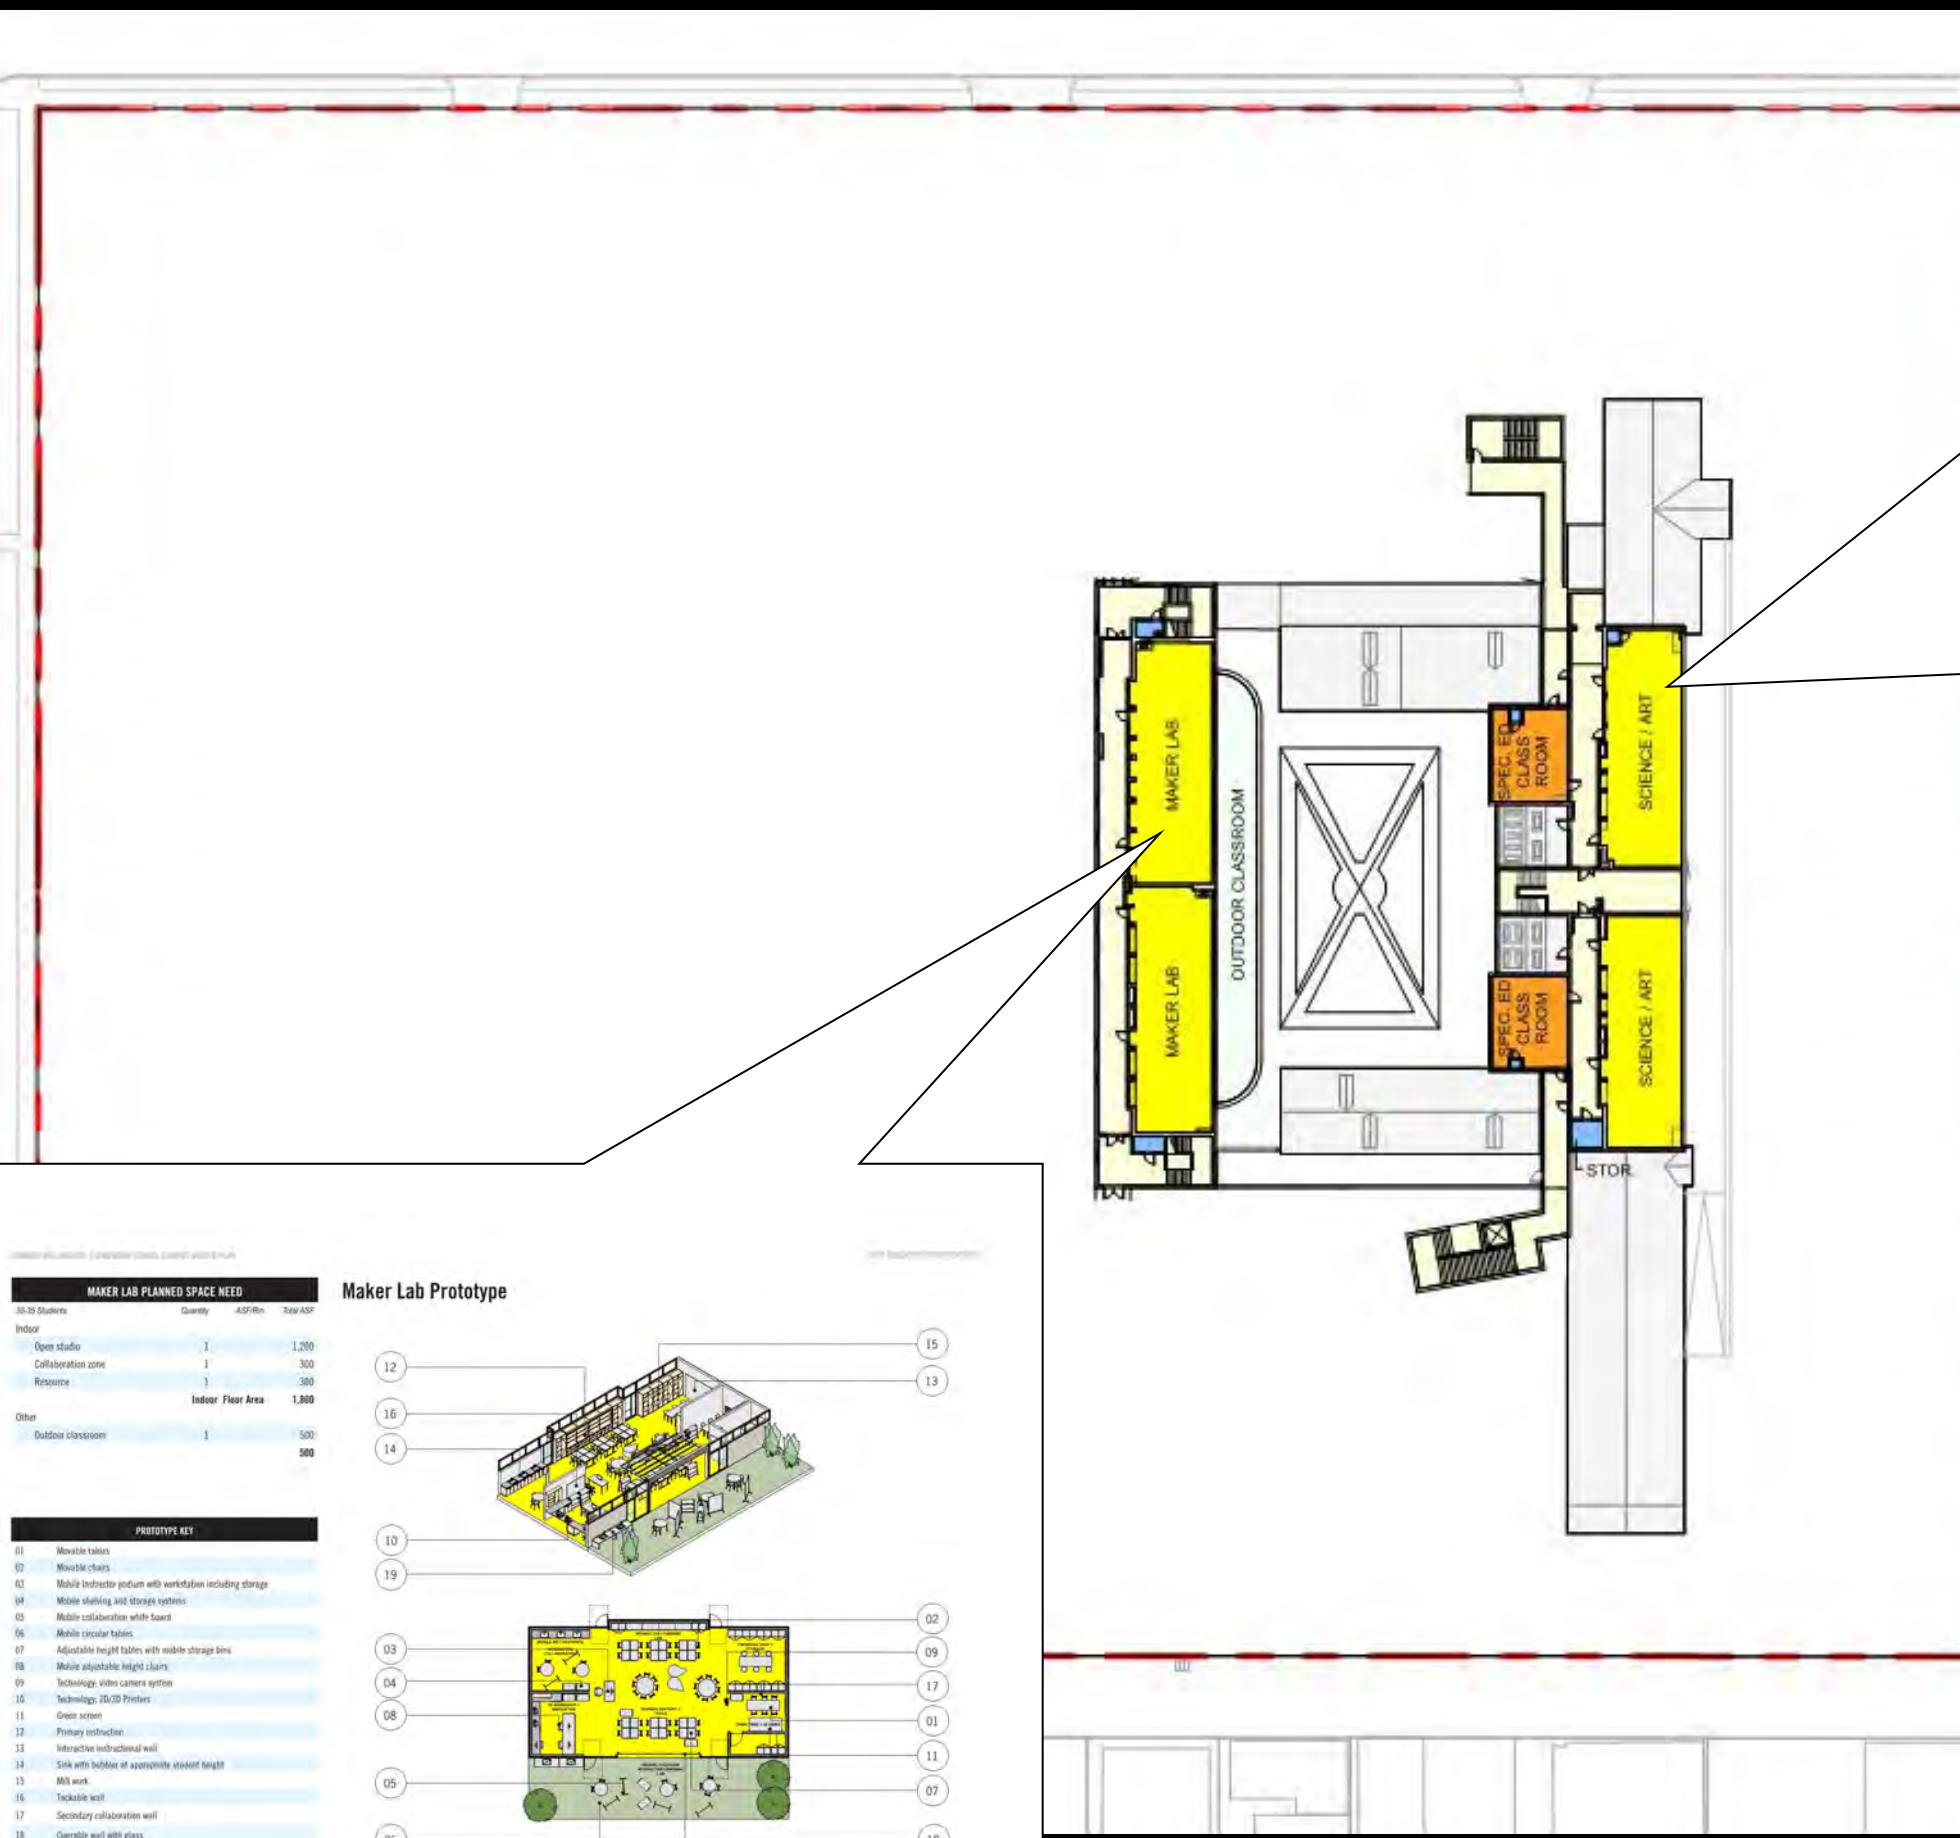 MAKER LAB
MAKER LAB
OUTDOOR CLASSROOM
SPEC. ED
CLASS
ROOM
SPEC. ED
CLASS
ROOM
SCIENCE / ART
SCIENCE / ART
STOR.
MAKER LAB PLANNED SPACE NEED
30-35 Students Quantity ASF/Rm Total ASF
Indoor
Open studio 1 1,200
Collaboration zone 1 300
Resource 1 300
Indoor Floor Area 1,800
Other
Outdoor classroom 1 500
500
PROTOTYPE KEY
01 Movable tables
02 Movable chairs
03 Mobile Instructor podium with workstation including storage
04 Mobile shelving and storage systems
05 Mobile collaboration white board
06 Mobile circular tables
07 Adjustable height tables with mobile storage bins
08 Mobile adjustable height chairs
09 Technology: video camera system
10 Technology: 2D/3D Printers
11 Green screen
12 Primary instruction
13 Interactive instructional wall
14 Sink with bubbler at appropriate student height
15 Mill work
16 Tackable wall
17 Secondary collaboration wall
18 Operable wall with glass
Maker Lab Prototype
15
12
13
16
14
10
19
02
03
09
04
17
08
01
11
05
07